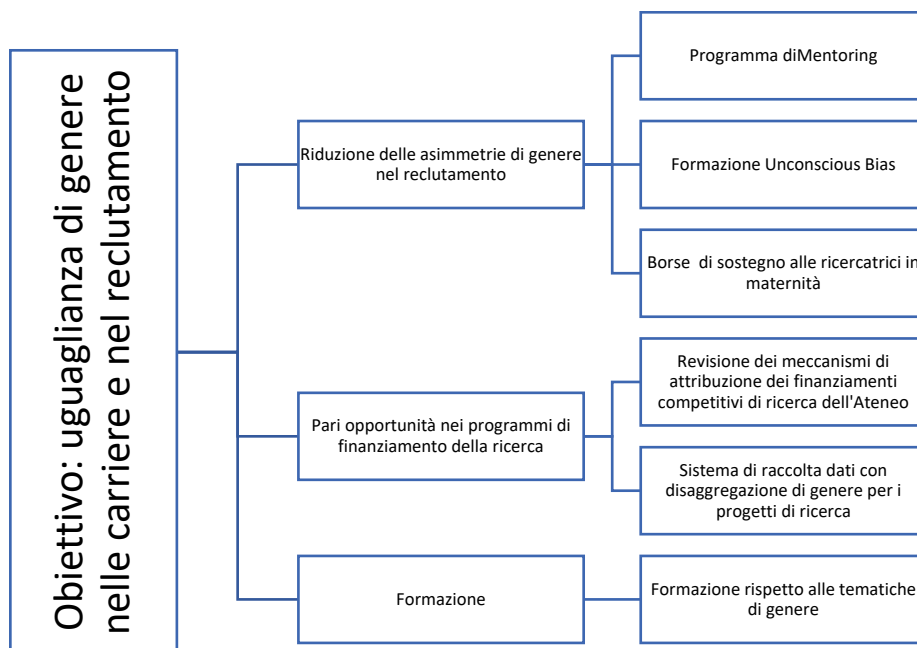 Obiettivo: uguaglianza di genere
nelle carriere e nel reclutamento
Riduzione delle asimmetrie di genere
nel reclutamento
Programma diMentoring
Formazione Unconscious Bias
Borse di sostegno alle ricercatrici in
maternità
Pari opportunità nei programmi di
finanziamento della ricerca
Revisione dei meccanismi di
attribuzione dei finanziamenti
competitivi di ricerca dell'Ateneo
Sistema di raccolta dati con
disaggregazione di genere per i
progetti di ricerca
Formazione
Formazione rispetto alle tematiche
di genere